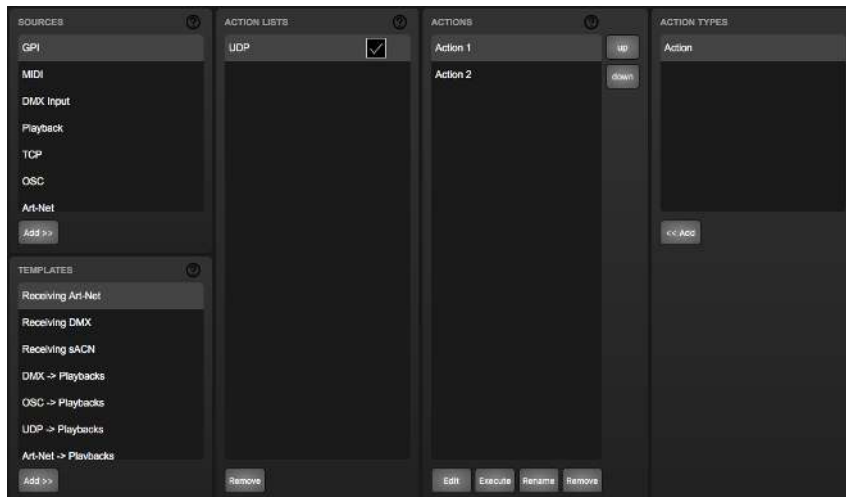 SOURCES
GPI
MIDI
DMX Input
Playback
TCP
OSC
Art-Net
Add >>
TEMPLATES
Receiving Art-Net
Receiving DMX
Receiving sACN
DMX -> Playbacks
OSC -> Playbacks
UDP -> Playbacks
Art-Net -> Playbacks
Add >>
ACTION LISTS
UDP
Remove
ACTIONS
Action 1
Action 2
up
down
Edit Execute Rename Remove
ACTION TYPES
Action
<< Add